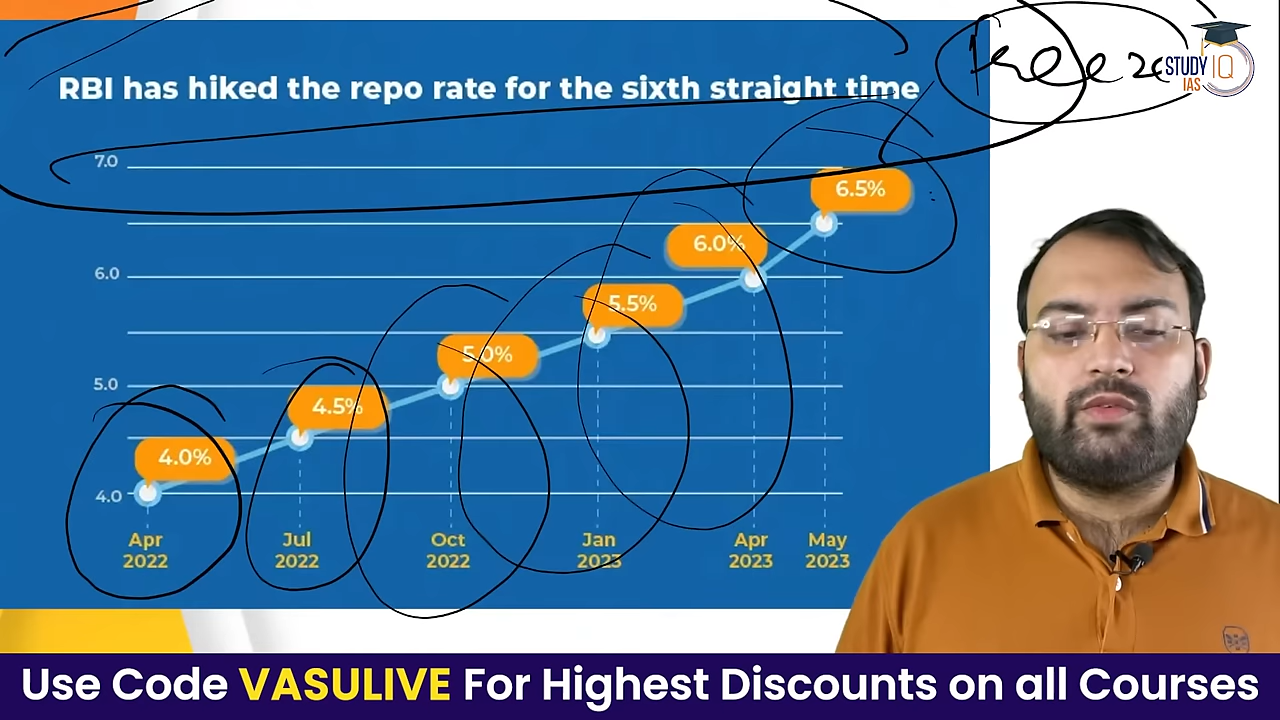 RBI has hiked the repo rate for the sixth straight time
STUDY IQ
IAS
7.0
6.5%
6.0%
6.0
5.5%
5.0%
5.0
4.5%
4.0%
4.0
Apr 2022
Jul 2022
Oct 2022
Jan 2023
Apr 2023
May 2023
Use Code VASULIVE For Highest Discounts on all Courses